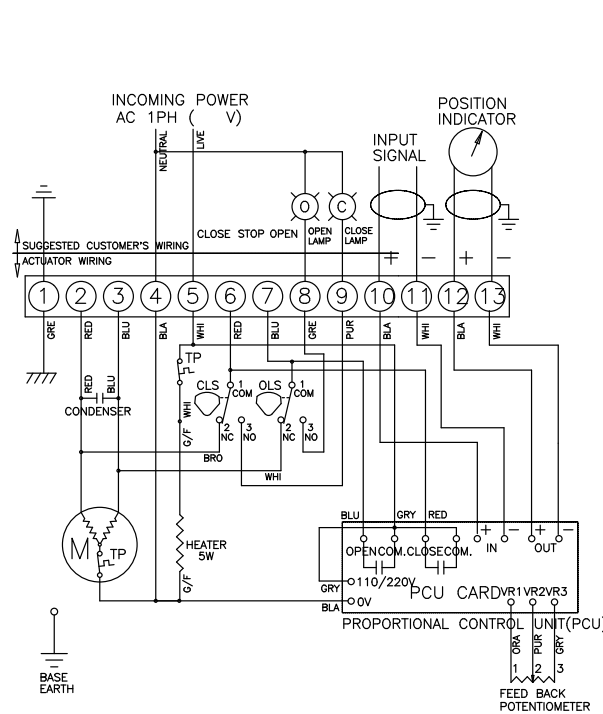 INCOMING POWER
AC 1PH ( V)
POSITION
INDICATOR
INPUT
SIGNAL
NEUTRAL
LIVE
O
C
CLOSE STOP OPEN
OPEN
LAMP
CLOSE
LAMP
SUGGESTED CUSTOMER'S WIRING
ACTUATOR WIRING
+ − + −
1 2 3 4 5 6 7 8 9 10 11 12 13
GRE RED BLU BLA WHI RED BLU GRE PUR BLA WHI BLA WHI
TP
RED
BLU
CONDENSER
WHI
G/F
CLS
1
COM
OLS
1
COM
2
NC
3
NO
2
NC
3
NO
BRO
WHI
M
TP
HEATER
5W
G/F
BLU
GRY
RED
+ − + −
OPEN COM. CLOSE COM.
IN
OUT
GRY
110/220V
BLA
0V
PCU CARD
VR1 VR2 VR3
PROPORTIONAL CONTROL UNIT(PCU)
ORA
PUR
GRY
1 2 3
FEED BACK
POTENTIOMETER
BASE
EARTH